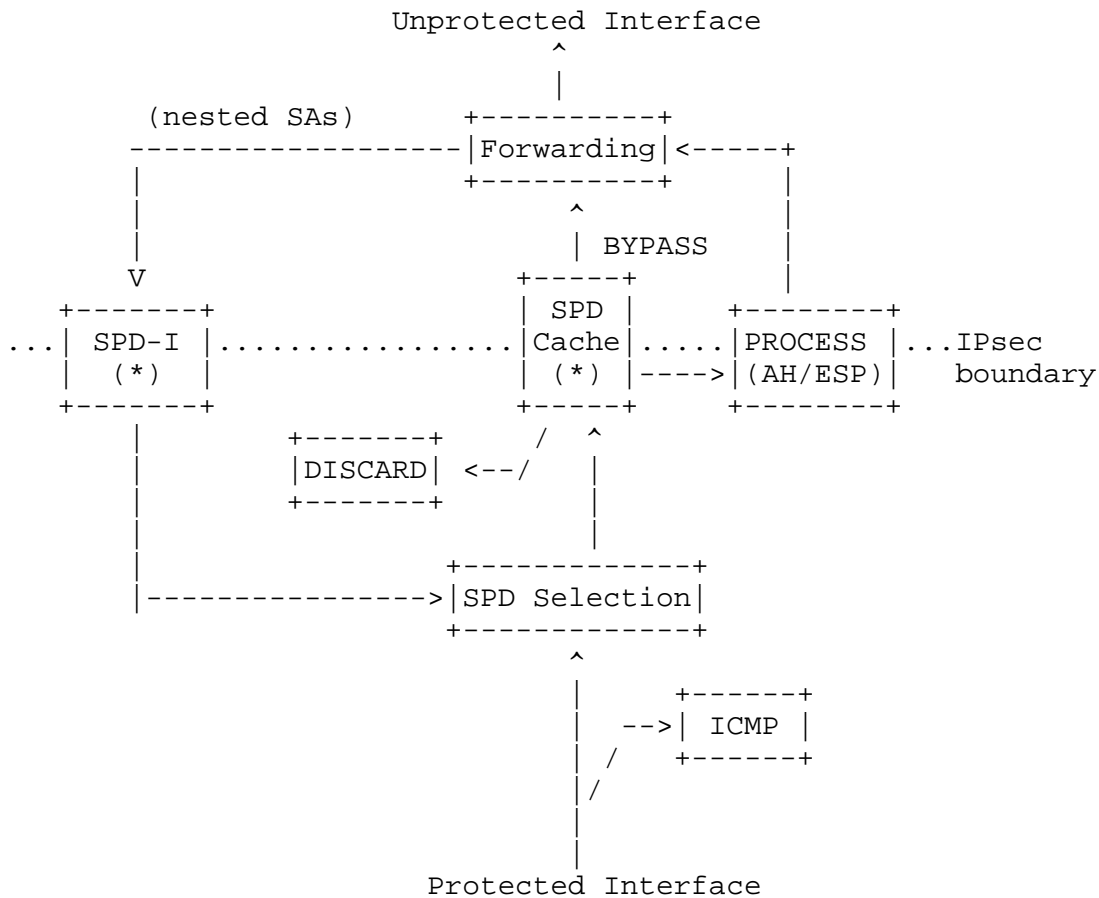 Unprotected Interface
(nested SAs)
Forwarding
BYPASS
SPD
SPD-I
Cache
PROCESS
...IPsec
(*)
(*)
(AH/ESP)
boundary
DISCARD
SPD Selection
ICMP
Protected Interface